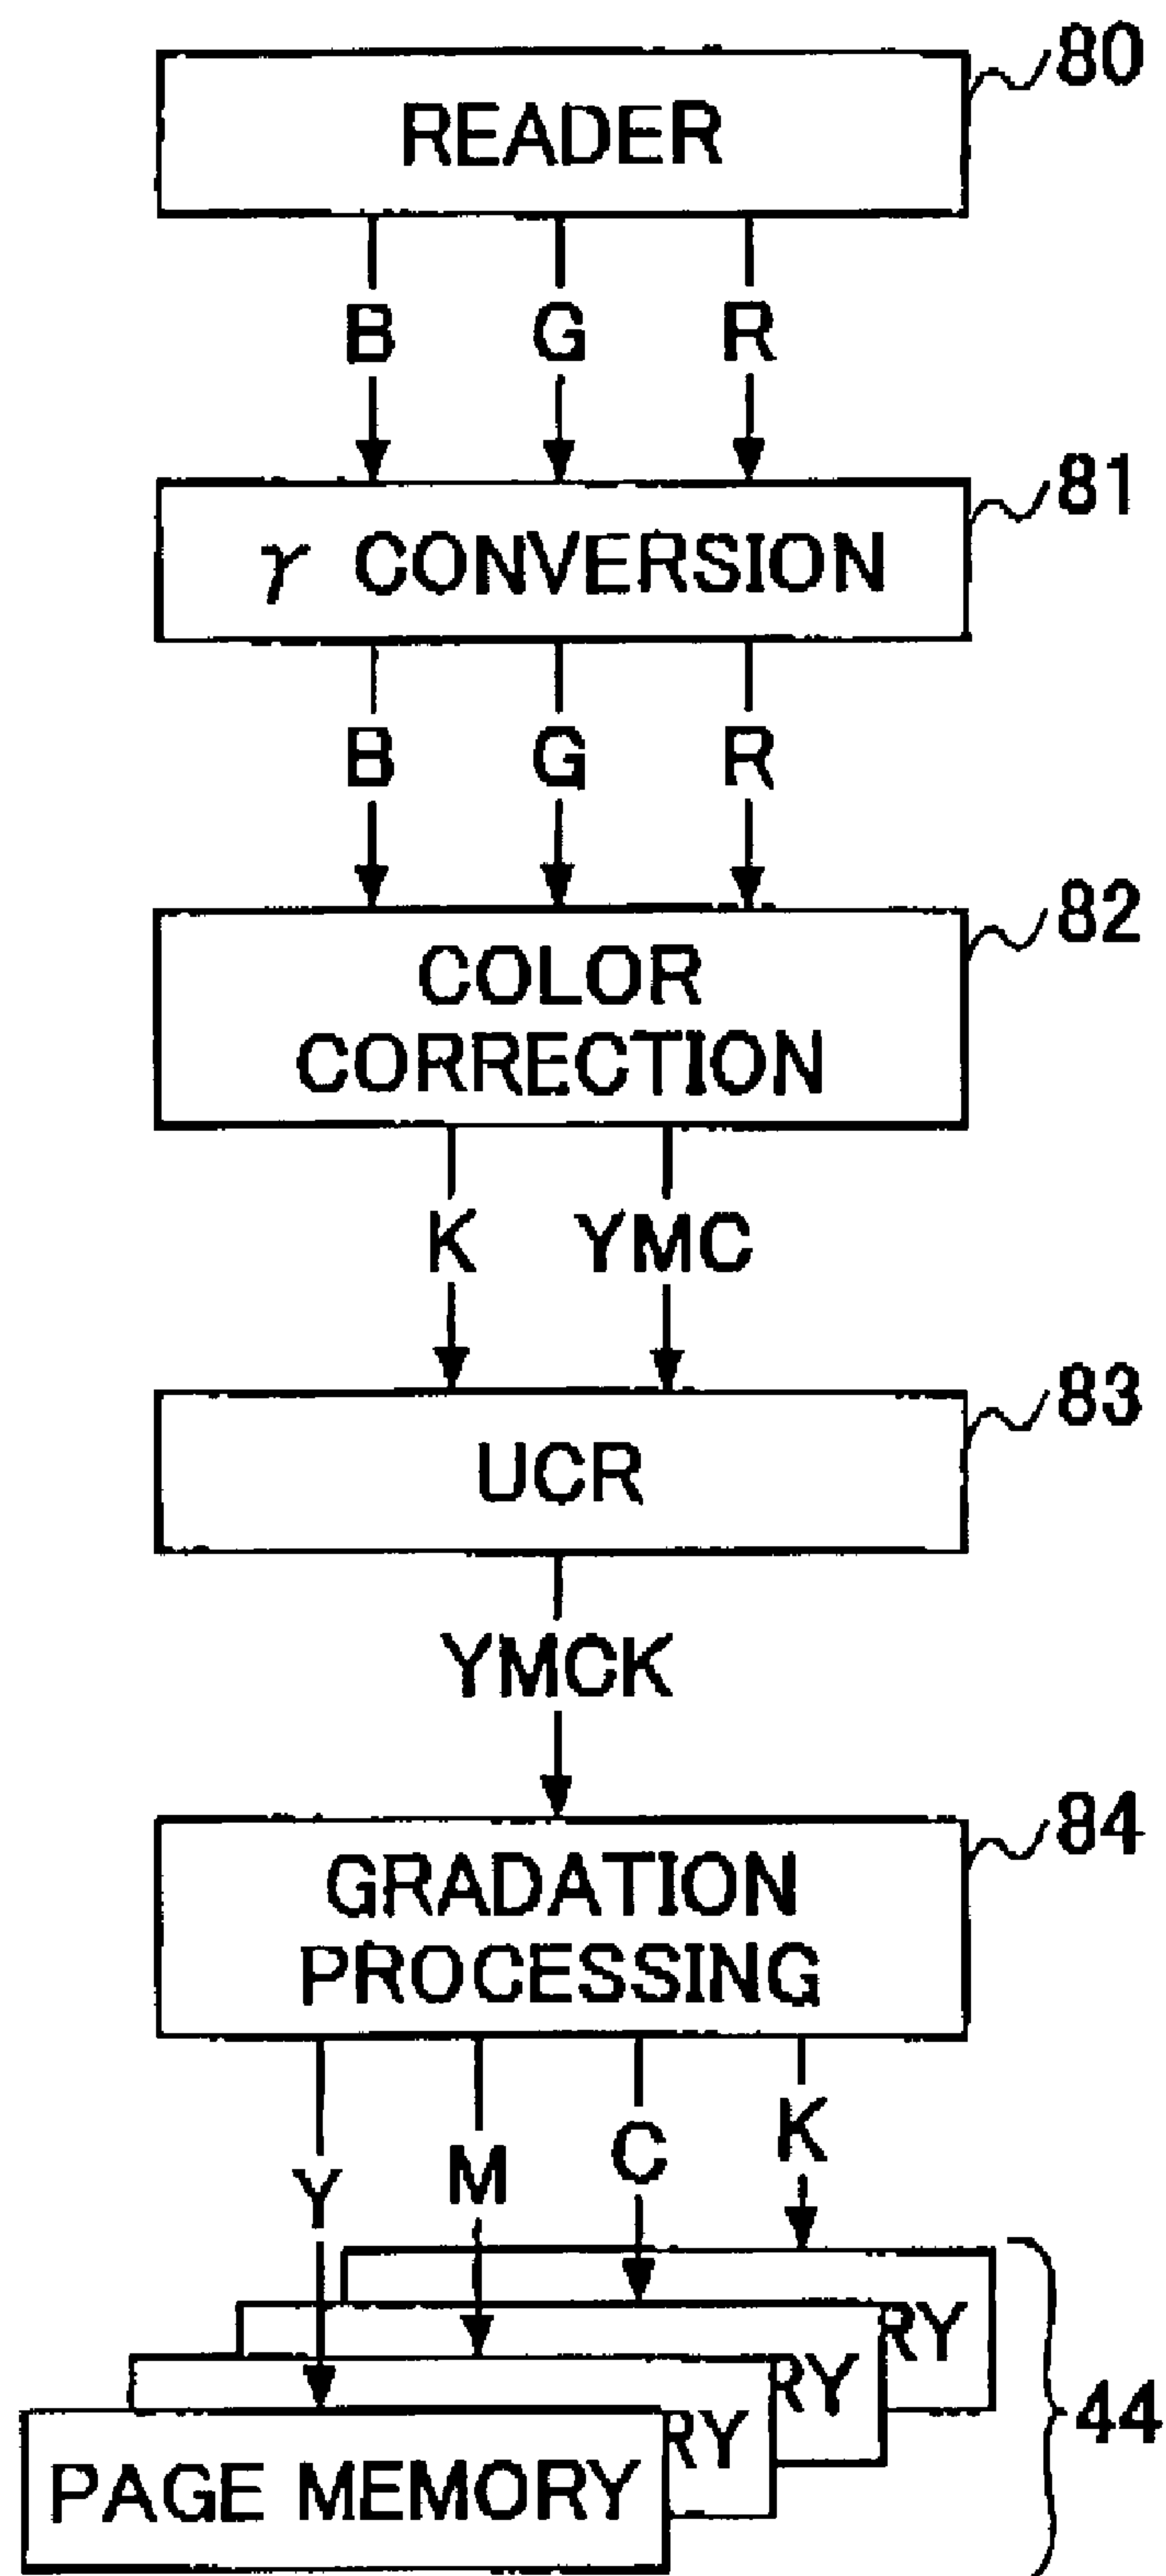 80
READER
B G R
81
γ CONVERSION
B G R
82
COLOR
CORRECTION
K YMC
83
UCR
YMCK
84
GRADATION
PROCESSING
Y M C K
RY
RY
RY
44
PAGE MEMORY